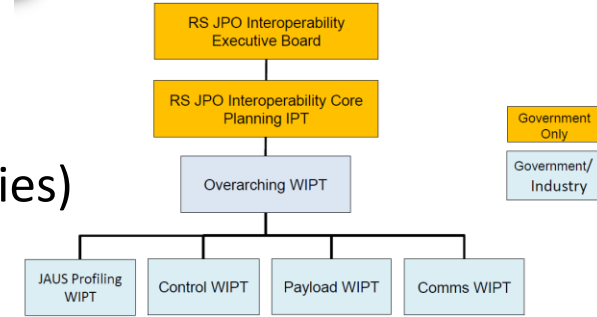 RS JPO Interoperability
Executive Board
RS JPO Interoperability Core
Planning IPT
Government
Only
Government/
Industry
ies)
Overarching WIPT
JAUS Profiling
WIPT
Control WIPT
Payload WIPT
Comms WIPT